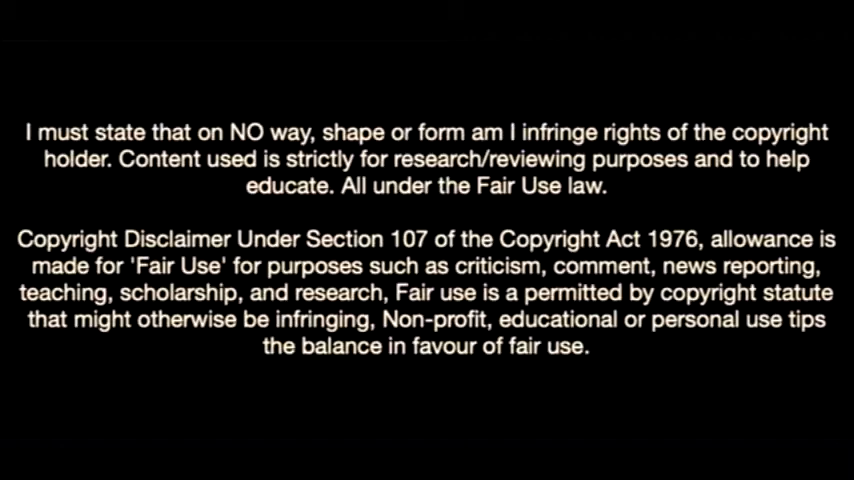 I must state that on NO way, shape or form am I infringe rights of the copyright
holder. Content used is strictly for research/reviewing purposes and to help
educate. All under the Fair Use law.
Copyright Disclaimer Under Section 107 of the Copyright Act 1976, allowance is
made for 'Fair Use' for purposes such as criticism, comment, news reporting,
teaching, scholarship, and research, Fair use is a permitted by copyright statute
that might otherwise be infringing, Non-profit, educational or personal use tips
the balance in favour of fair use.